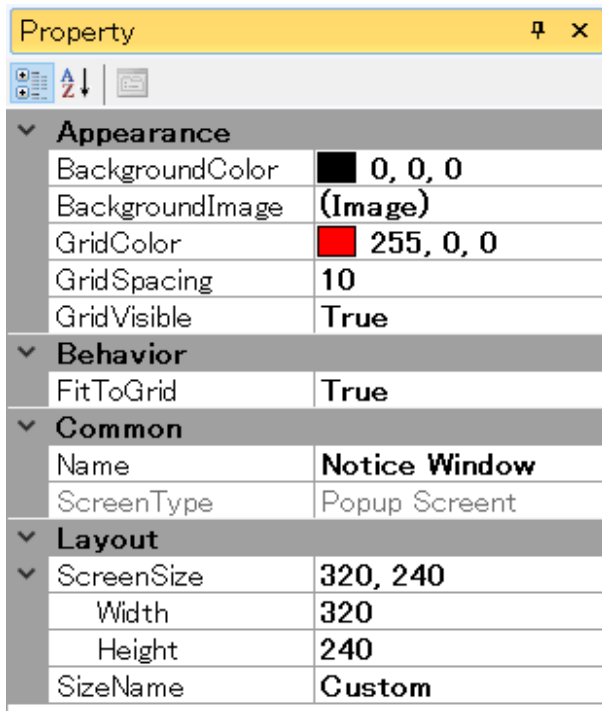 Property
Appearance
BackgroundColor 0, 0, 0
BackgroundImage (Image)
GridColor 255, 0, 0
GridSpacing 10
GridVisible True
Behavior
FitToGrid True
Common
Name Notice Window
ScreenType Popup Screent
Layout
ScreenSize 320, 240
Width 320
Height 240
SizeName Custom